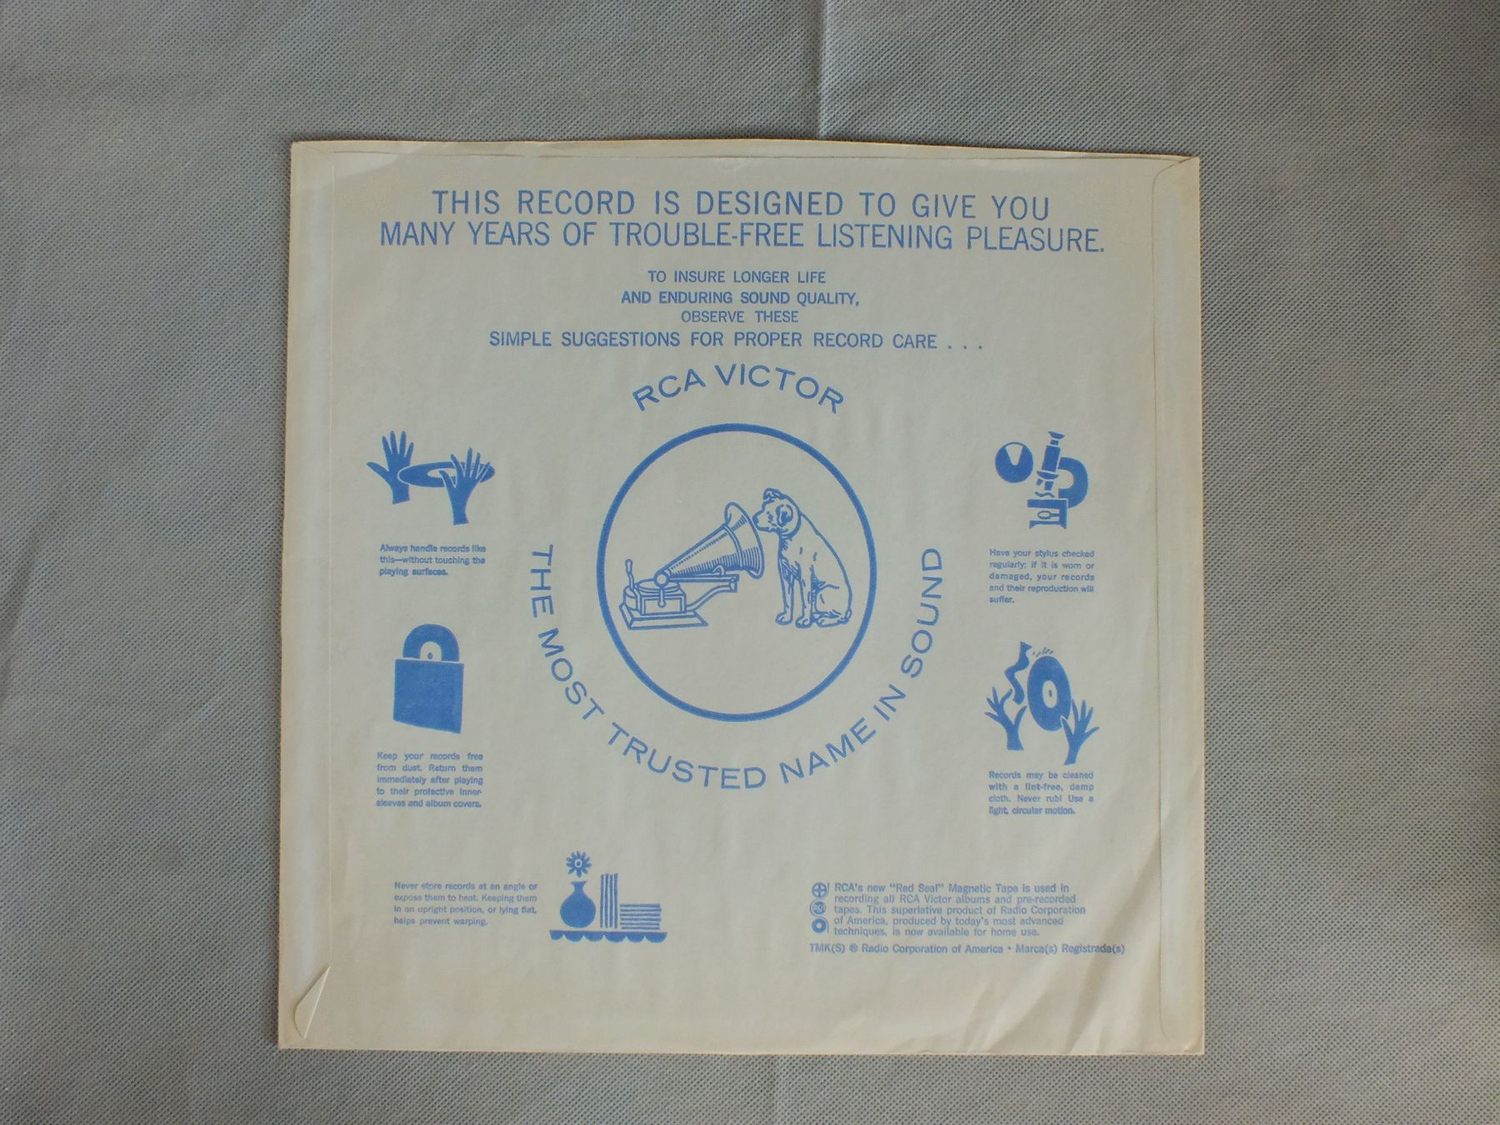 THIS RECORD IS DESIGNED TO GIVE YOU
MANY YEARS OF TROUBLE-FREE LISTENING PLEASURE.
TO INSURE LONGER LIFE
AND ENDURING SOUND QUALITY,
OBSERVE THESE
SIMPLE SUGGESTIONS FOR PROPER RECORD CARE . . .
RCA VICTOR
THE MOST TRUSTED NAME IN SOUND
Always handle records like
this—without touching the
playing surfaces.
Have your stylus checked
regularly; if it is worn or
damaged, your records
and their reproduction will
suffer.
Keep your records free
from dust. Return them
immediately after playing
to their protective inner-
sleeves and album covers.
Records may be cleaned
with a lint-free, damp
cloth. Never rub! Use a
light, circular motion.
Never store records at an angle or
expose them to heat. Keeping them
in an upright position, or lying flat,
helps prevent warping.
RCA's new "Red Seal" Magnetic Tape is used in
recording all RCA Victor albums and pre-recorded
tapes. This superlative product of Radio Corporation
of America, produced by today's most advanced
techniques, is now available for home use.
TMK(S) ® Radio Corporation of America • Marca(s) Registrada(s)